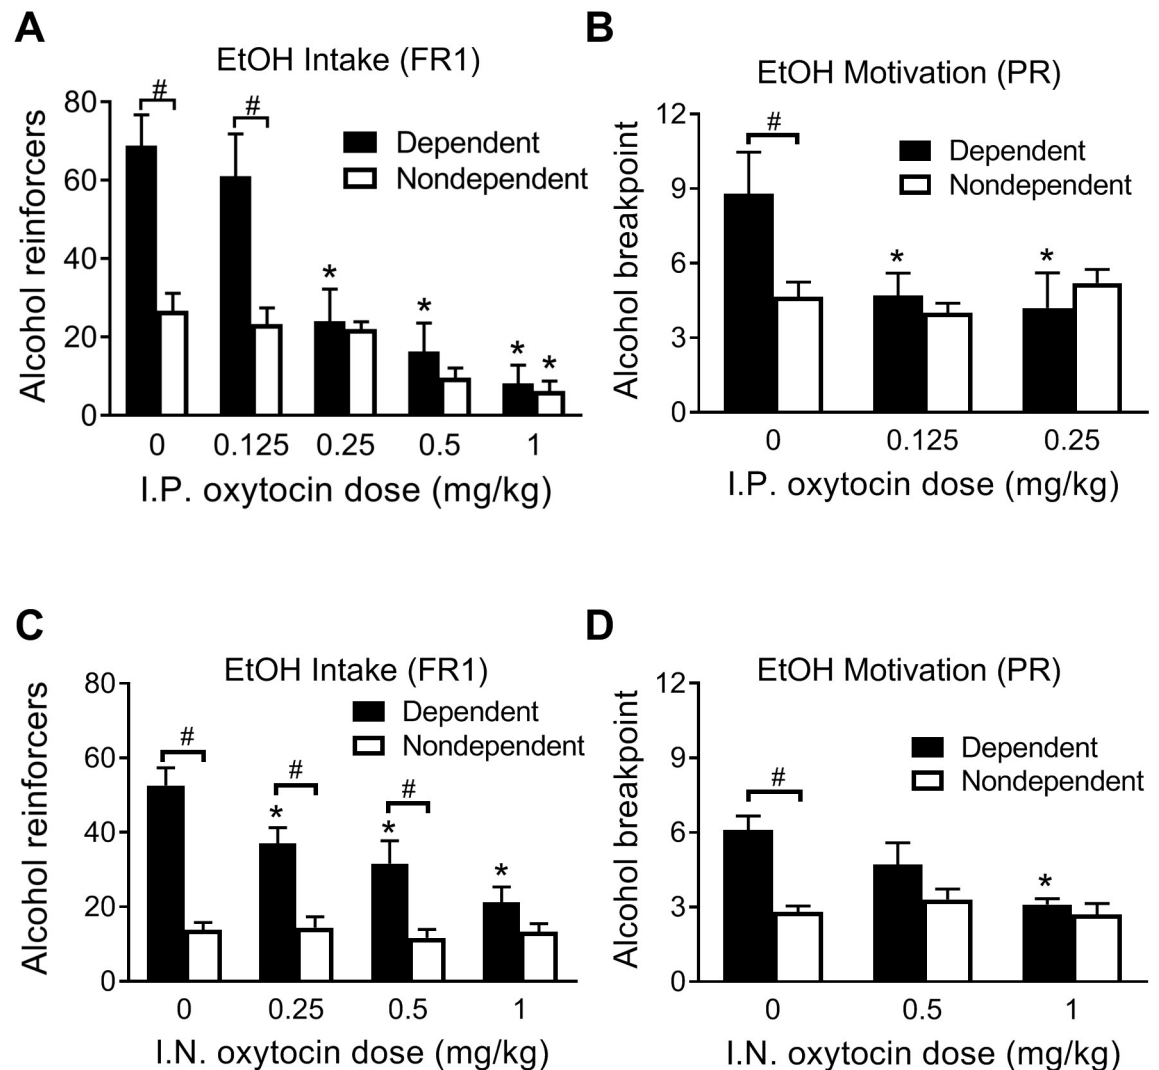 A
EtOH Intake (FR1)
Alcohol reinforcers
80
60
40
20
0
#
#
*
*
*
*
Dependent
Nondependent
0 0.125 0.25 0.5 1
I.P. oxytocin dose (mg/kg)
B
EtOH Motivation (PR)
Alcohol breakpoint
12
9
6
3
0
#
*
*
Dependent
Nondependent
0 0.125 0.25
I.P. oxytocin dose (mg/kg)
C
EtOH Intake (FR1)
Alcohol reinforcers
80
60
40
20
0
#
#
#
*
*
*
Dependent
Nondependent
0 0.25 0.5 1
I.N. oxytocin dose (mg/kg)
D
EtOH Motivation (PR)
Alcohol breakpoint
12
9
6
3
0
#
*
Dependent
Nondependent
0 0.5 1
I.N. oxytocin dose (mg/kg)